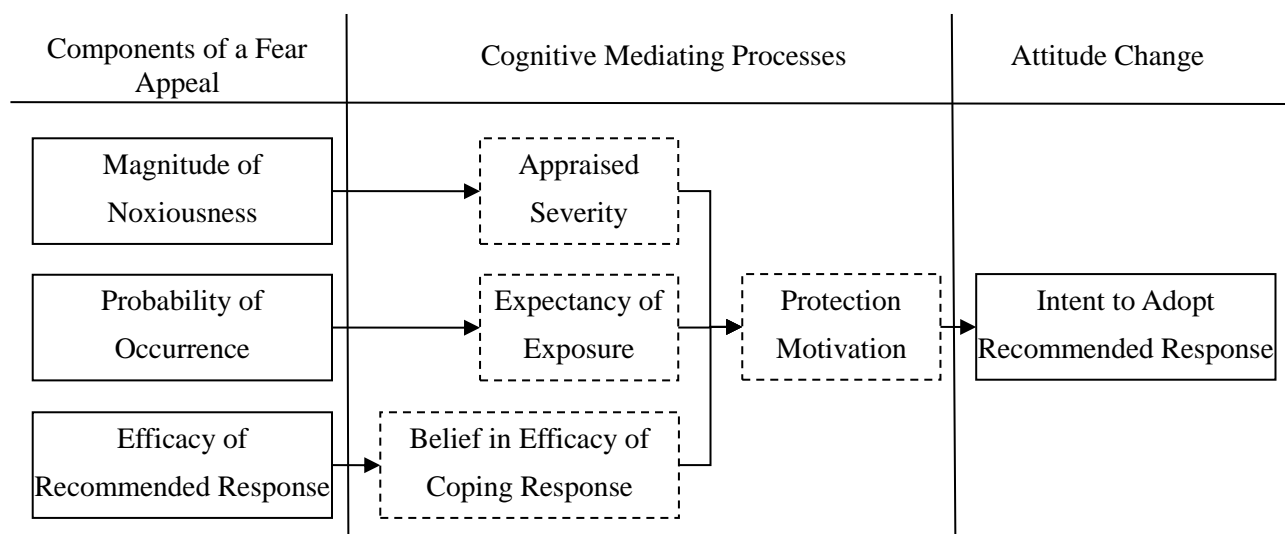 Components of a Fear
Appeal
Cognitive Mediating Processes
Attitude Change
Magnitude of
Noxiousness
Appraised
Severity
Probability of
Occurrence
Expectancy of
Exposure
Protection
Motivation
Intent to Adopt
Recommended Response
Efficacy of
Recommended Response
Belief in Efficacy of
Coping Response